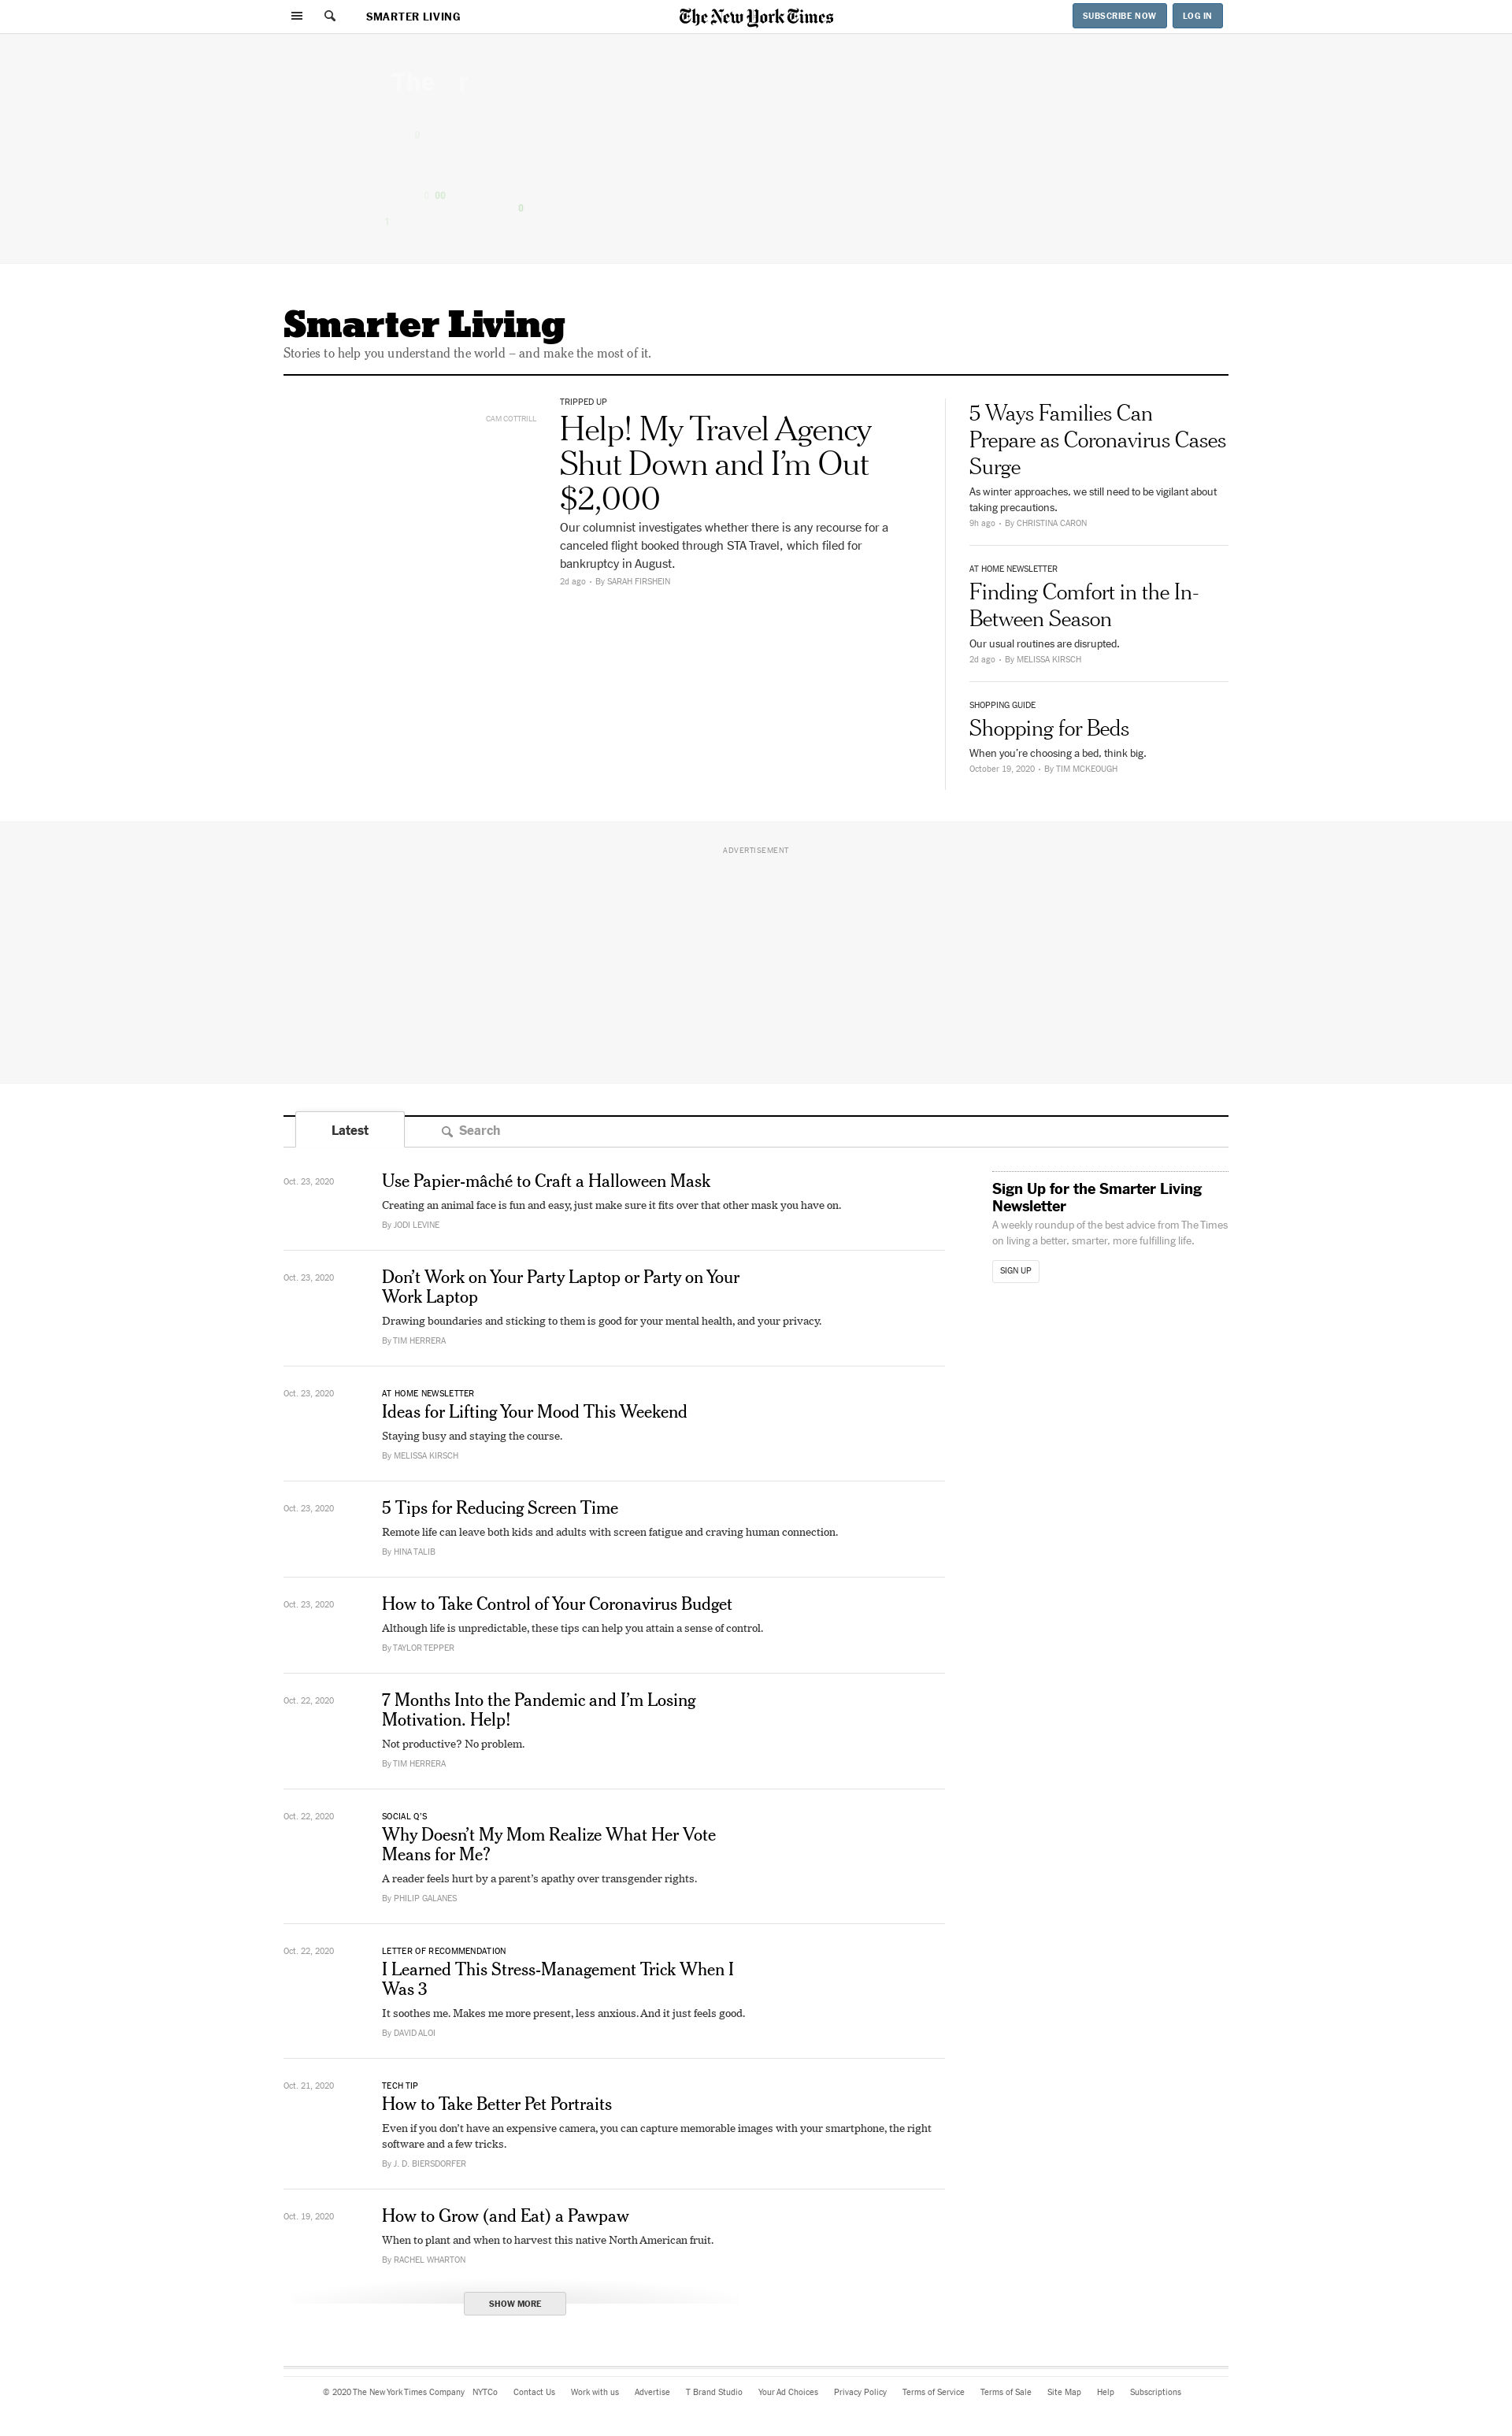 SMARTER LIVING
The New York Times
SUBSCRIBE NOW
LOG IN
Smarter Living
Stories to help you understand the world – and make the most of it.
CAM COTTRILL
TRIPPED UP
Help! My Travel Agency
Shut Down and I’m Out
$2,000
Our columnist investigates whether there is any recourse for a
canceled flight booked through STA Travel, which filed for
bankruptcy in August.
2d ago • By SARAH FIRSHEIN
5 Ways Families Can
Prepare as Coronavirus Cases
Surge
As winter approaches, we still need to be vigilant about
taking precautions.
9h ago • By CHRISTINA CARON
AT HOME NEWSLETTER
Finding Comfort in the In-
Between Season
Our usual routines are disrupted.
2d ago • By MELISSA KIRSCH
SHOPPING GUIDE
Shopping for Beds
When you’re choosing a bed, think big.
October 19, 2020 • By TIM MCKEOUGH
ADVERTISEMENT
Latest
Search
Oct. 23, 2020
Use Papier-mâché to Craft a Halloween Mask
Creating an animal face is fun and easy, just make sure it fits over that other mask you have on.
By JODI LEVINE
Oct. 23, 2020
Don’t Work on Your Party Laptop or Party on Your
Work Laptop
Drawing boundaries and sticking to them is good for your mental health, and your privacy.
By TIM HERRERA
Oct. 23, 2020
AT HOME NEWSLETTER
Ideas for Lifting Your Mood This Weekend
Staying busy and staying the course.
By MELISSA KIRSCH
Oct. 23, 2020
5 Tips for Reducing Screen Time
Remote life can leave both kids and adults with screen fatigue and craving human connection.
By HINA TALIB
Oct. 23, 2020
How to Take Control of Your Coronavirus Budget
Although life is unpredictable, these tips can help you attain a sense of control.
By TAYLOR TEPPER
Oct. 22, 2020
7 Months Into the Pandemic and I’m Losing
Motivation. Help!
Not productive? No problem.
By TIM HERRERA
Oct. 22, 2020
SOCIAL Q’S
Why Doesn’t My Mom Realize What Her Vote
Means for Me?
A reader feels hurt by a parent’s apathy over transgender rights.
By PHILIP GALANES
Oct. 22, 2020
LETTER OF RECOMMENDATION
I Learned This Stress-Management Trick When I
Was 3
It soothes me. Makes me more present, less anxious. And it just feels good.
By DAVID ALOI
Oct. 21, 2020
TECH TIP
How to Take Better Pet Portraits
Even if you don’t have an expensive camera, you can capture memorable images with your smartphone, the right
software and a few tricks.
By J. D. BIERSDORFER
Oct. 19, 2020
How to Grow (and Eat) a Pawpaw
When to plant and when to harvest this native North American fruit.
By RACHEL WHARTON
SHOW MORE
Sign Up for the Smarter Living
Newsletter
A weekly roundup of the best advice from The Times
on living a better, smarter, more fulfilling life.
SIGN UP
© 2020 The New York Times Company NYTCo Contact Us Work with us Advertise T Brand Studio Your Ad Choices Privacy Policy Terms of Service Terms of Sale Site Map Help Subscriptions